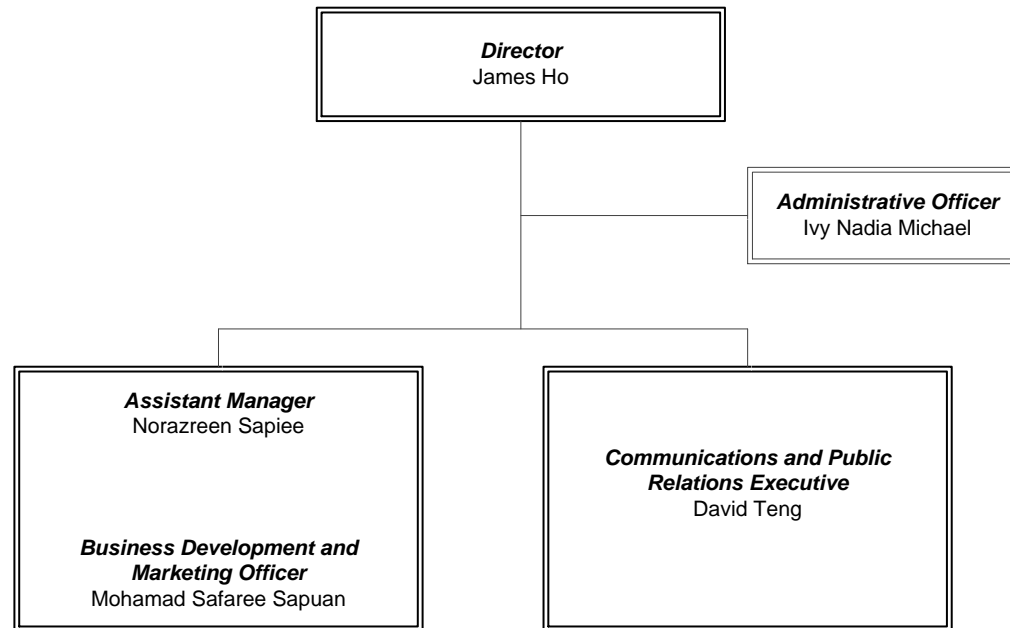 Director
James Ho
Administrative Officer
Ivy Nadia Michael
Assistant Manager
Norazreen Sapiee
Business Development and
Marketing Officer
Mohamad Safaree Sapuan
Communications and Public
Relations Executive
David Teng